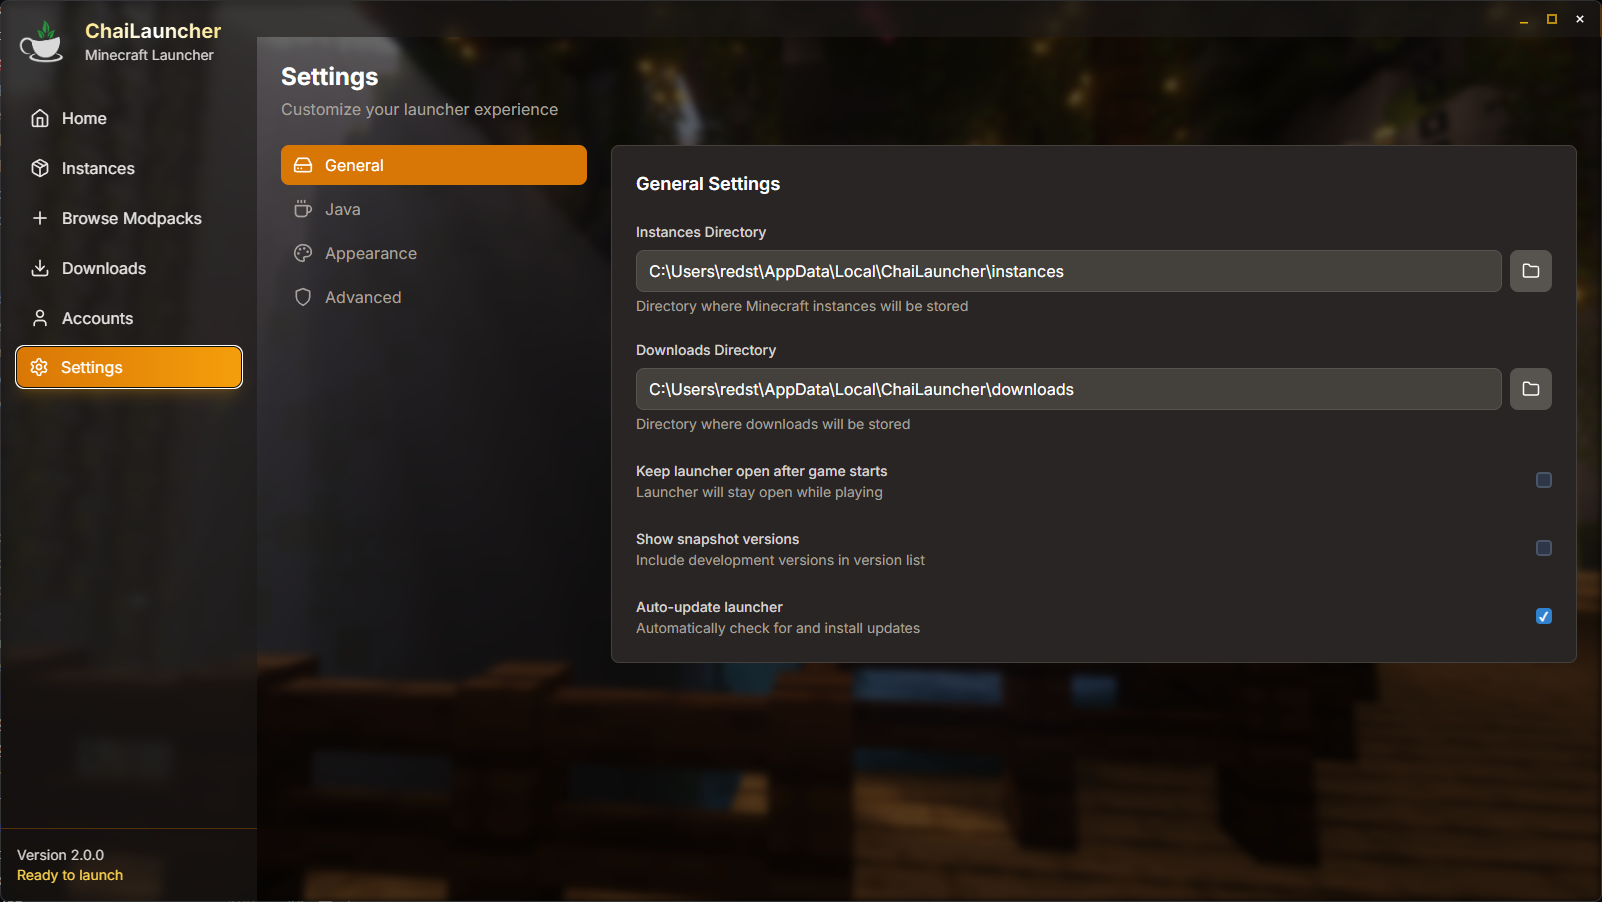 ChaiLauncher
Minecraft Launcher
Home
Instances
Browse Modpacks
Downloads
Accounts
Settings
Version 2.0.0
Ready to launch
Settings
Customize your launcher experience
General
Java
Appearance
Advanced
General Settings
Instances Directory
C:\Users\redst\AppData\Local\ChaiLauncher\instances
Directory where Minecraft instances will be stored
Downloads Directory
C:\Users\redst\AppData\Local\ChaiLauncher\downloads
Directory where downloads will be stored
Keep launcher open after game starts
Launcher will stay open while playing
Show snapshot versions
Include development versions in version list
Auto-update launcher
Automatically check for and install updates